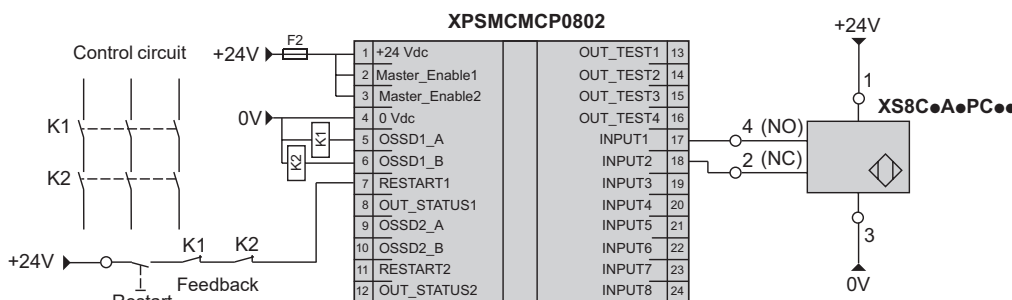 XPSMCMCP0802
Control circuit
+24V
F2
1 +24 Vdc
2 Master_Enable1
3 Master_Enable2
0V
4 0 Vdc
5 OSSD1_A
6 OSSD1_B
7 RESTART1
8 OUT_STATUS1
9 OSSD2_A
10 OSSD2_B
11 RESTART2
12 OUT_STATUS2
OUT_TEST1 13
OUT_TEST2 14
OUT_TEST3 15
OUT_TEST4 16
INPUT1 17
INPUT2 18
INPUT3 19
INPUT4 20
INPUT5 21
INPUT6 22
INPUT7 23
INPUT8 24
K1
K2
K1
K2
+24V
K1 K2
Feedback
Restart
+24V
1
XS8C●A●PC●●
4 (NO)
2 (NC)
3
0V